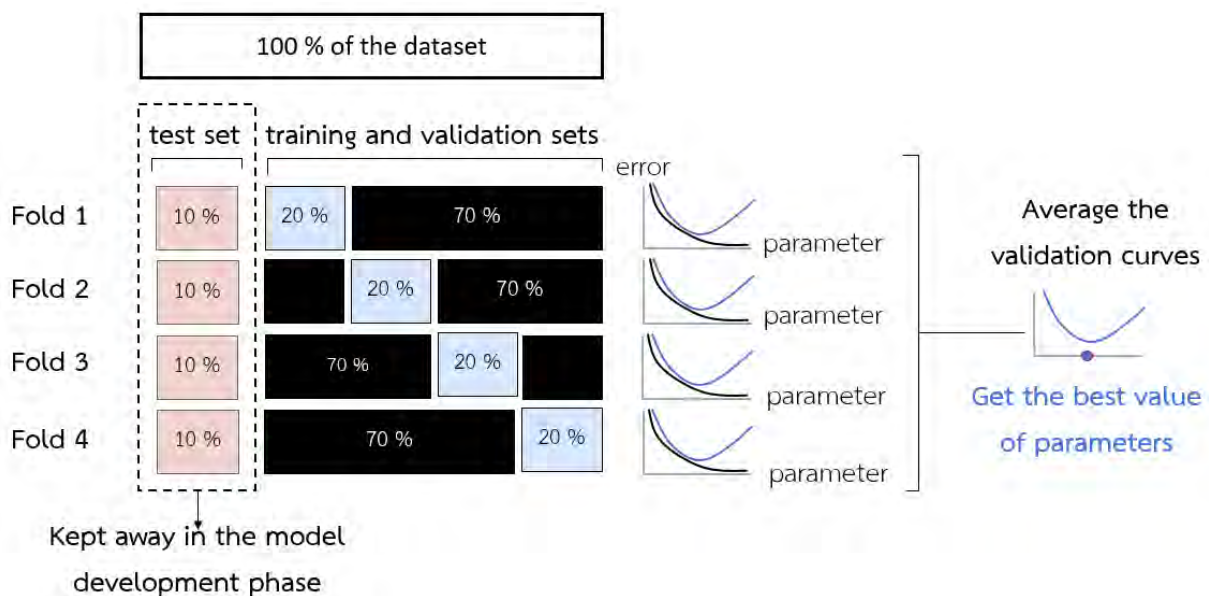 100 % of the dataset
test set
training and validation sets
error
Fold 1
10 %
20 %
70 %
parameter
Fold 2
10 %
20 %
70 %
parameter
Fold 3
10 %
70 %
20 %
parameter
Fold 4
10 %
70 %
20 %
parameter
Average the
validation curves
Get the best value
of parameters
Kept away in the model
development phase